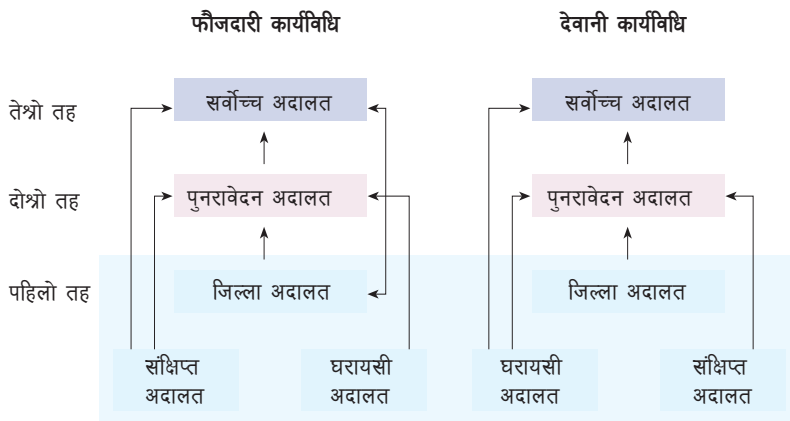 फौजदारी कार्यविधि
देवानी कार्यविधि
तेश्रो तह
सर्वोच्च अदालत
सर्वोच्च अदालत
दोश्रो तह
पुनरावेदन अदालत
पुनरावेदन अदालत
पहिलो तह
जिल्ला अदालत
जिल्ला अदालत
संक्षिप्त
अदालत
घरायसी
अदालत
घरायसी
अदालत
संक्षिप्त
अदालत